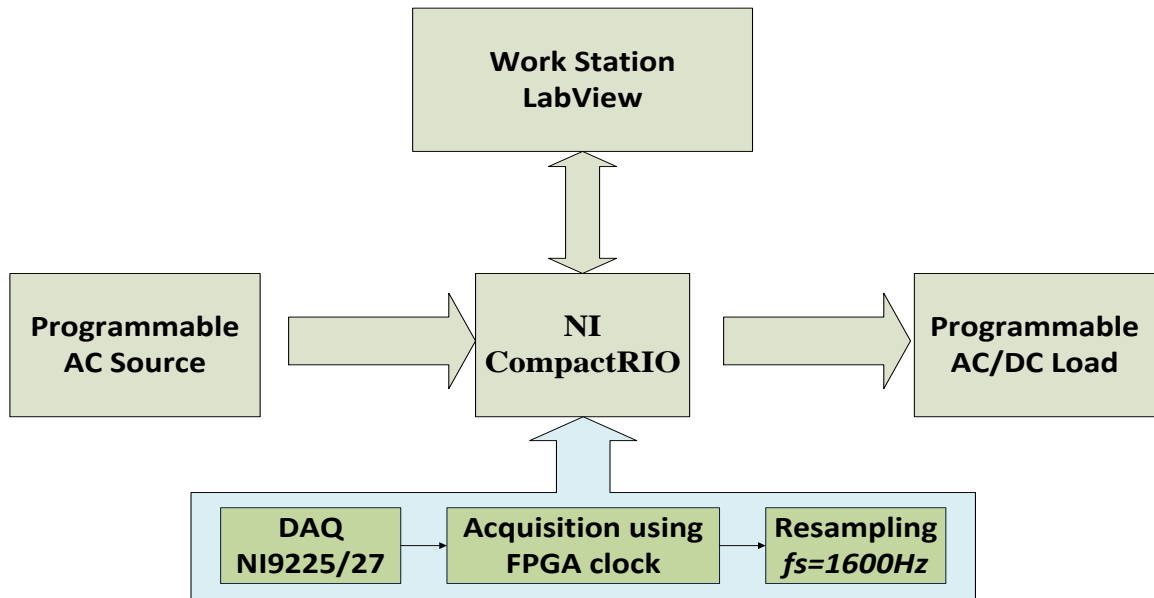 Work Station
LabView
Programmable
AC Source
NI
CompactRIO
Programmable
AC/DC Load
DAQ
NI9225/27
Acquisition using
FPGA clock
Resampling
fs=1600Hz